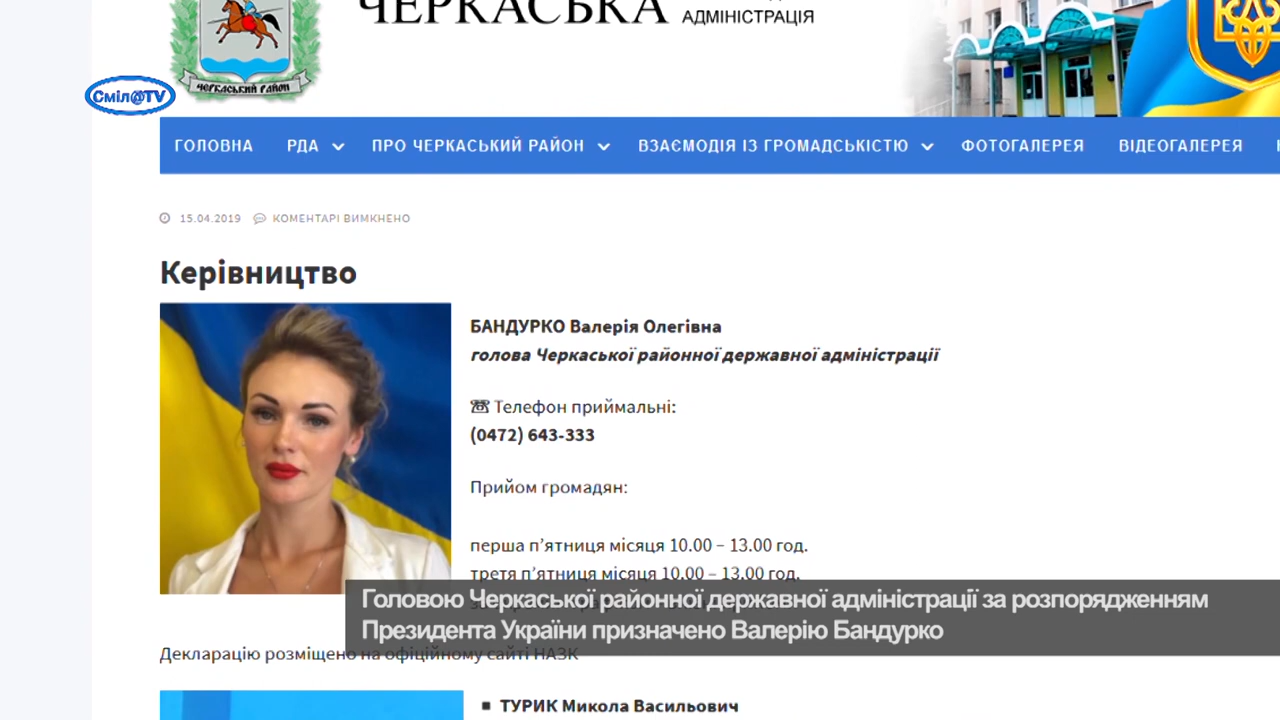 ЧЕРКАСЬКА
АДМІНІСТРАЦІЯ
ЧЕРКАСЬКИЙ РАЙОН
Сміл@TV
ГОЛОВНА РДА ПРО ЧЕРКАСЬКИЙ РАЙОН ВЗАЄМОДІЯ ІЗ ГРОМАДСЬКІСТЮ ФОТОГАЛЕРЕЯ ВІДЕОГАЛЕРЕЯ
15.04.2019 КОМЕНТАРІ ВИМКНЕНО
Керівництво
БАНДУРКО Валерія Олегівна
голова Черкаської районної державної адміністрації
☏ Телефон приймальні:
(0472) 643-333
Прийом громадян:
перша п’ятниця місяця 10.00 – 13.00 год.
третя п’ятниця місяця 10.00 – 13.00 год.
Головою Черкаської районної державної адміністрації за розпорядженням
Президента України призначено Валерію Бандурко
Декларацію розміщено на офіційному сайті НАЗК
▪ ТУРИК Микола Васильович